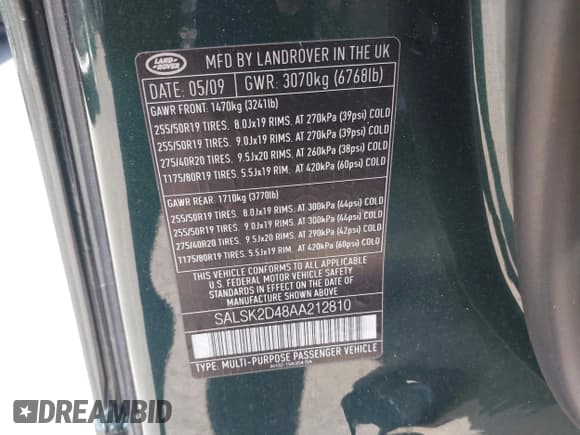 LAND
ROVER
MFD BY LANDROVER IN THE UK
DATE: 05/09
GWR: 3070kg (6768lb)
GAWR FRONT: 1470kg (3241lb)
255/50R19 TIRES. 8.0Jx19 RIMS. AT 270kPa (39psi) COLD
255/50R19 TIRES. 9.0Jx19 RIMS. AT 270kPa (39psi) COLD
275/40R20 TIRES. 9.5Jx20 RIMS. AT 260kPa (38psi) COLD
T175/80R19 TIRES. 5.5Jx19 RIM. AT 420kPa (60psi) COLD
GAWR REAR: 1710kg (3770lb)
255/50R19 TIRES. 8.0Jx19 RIMS. AT 300kPa (44psi) COLD
255/50R19 TIRES. 9.0Jx19 RIMS. AT 300kPa (44psi) COLD
275/40R20 TIRES. 9.5Jx20 RIMS. AT 290kPa (42psi) COLD
T175/80R19 TIRES. 5.5Jx19 RIM. AT 420kPa (60psi) COLD
THIS VEHICLE CONFORMS TO ALL APPLICABLE
U.S. FEDERAL MOTOR VEHICLE SAFETY
STANDARDS IN EFFECT ON THE DATE OF
MANUFACTURE SHOWN ABOVE
SALSK2D48AA212810
TYPE: MULTI-PURPOSE PASSENGER VEHICLE
DREAMBID